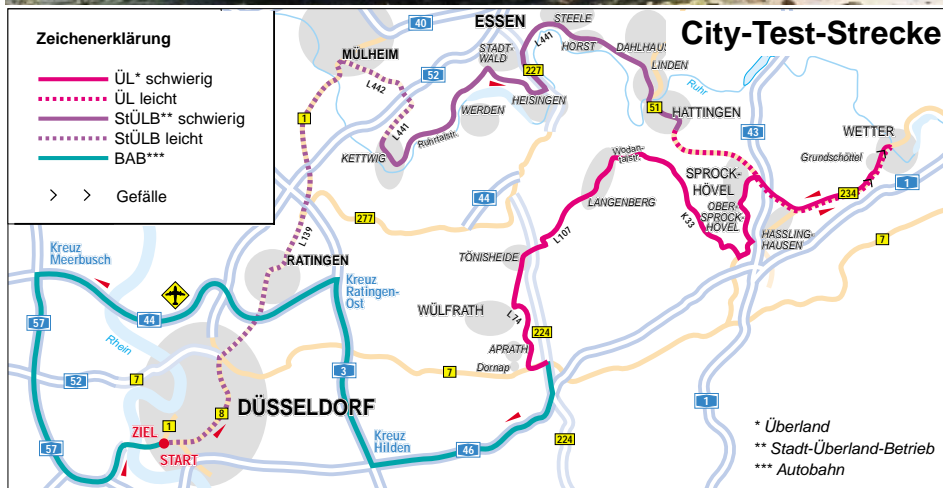 City-Test-Strecke
Zeichenerklärung
ÜL* schwierig
ÜL leicht
StÜLB** schwierig
StÜLB leicht
BAB***
> > Gefälle
40
ESSEN
STEELE
L441
HORST
DAHLHAUS
LINDEN
MÜLHEIM
STADT-
WALD
52
227
L442
HEISINGEN
Ruhr
51
HATTINGEN
1
L441
WERDEN
Ruhrtalstr.
KETTWIG
43
WETTER
Grundschöttel
Wodan-
talstr.
SPROCK-
HÖVEL
1
44
LANGENBERG
234
OBER-
SPROCK-
HÖVEL
277
K33
HASSLING-
HAUSEN
7
L139
L107
Kreuz
Meerbusch
RATINGEN
TÖNISHEIDE
Kreuz
Ratingen-
Ost
WÜLFRATH
L74
57
44
224
Rhein
APRATH
3
52
7
7
Dornap
1
8
DÜSSELDORF
1
ZIEL
START
57
Kreuz
Hilden
46
224
* Überland
** Stadt-Überland-Betrieb
*** Autobahn